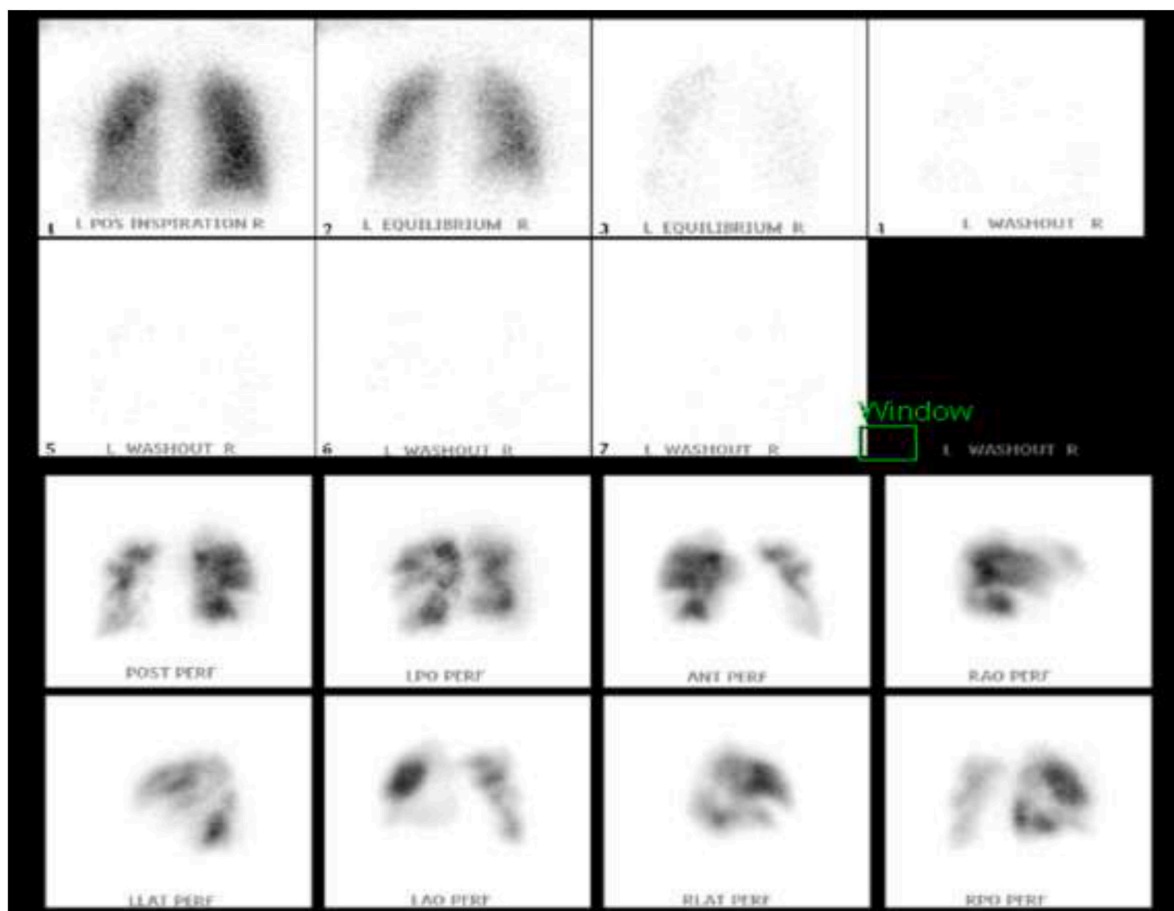 1 L POS INSPIRATION R
2 L EQUILIBRIUM R
3 L EQUILIBRIUM R
4 L WASHOUT R
5 L WASHOUT R
6 L WASHOUT R
7 L WASHOUT R
Window
L WASHOUT R
POST PERF
LPO PERF
ANT PERF
RAO PERF
LLAT PERF
LAO PERF
RLAT PERF
RPO PERF